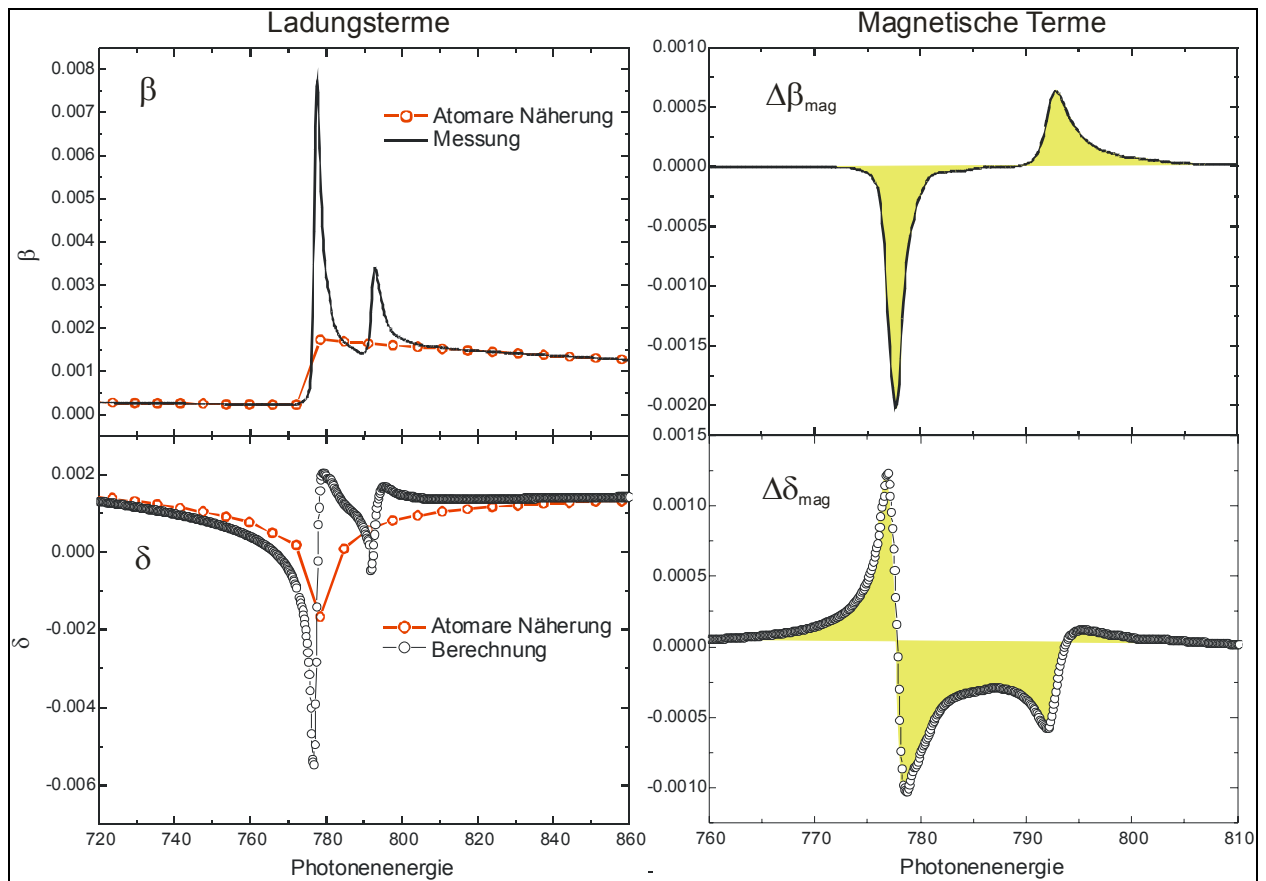 Ladungsterme
β
0.008
0.007
0.006
0.005
0.004
0.003
0.002
0.001
0.000
β
Atomare Näherung
Messung
0.002
0.000
-0.002
-0.004
-0.006
δ
δ
Atomare Näherung
Berechnung
720 740 760 780 800 820 840 860
Photonenenergie
Magnetische Terme
0.0010
0.0005
0.0000
-0.0005
-0.0010
-0.0015
-0.0020
Δβmag
0.0015
0.0010
0.0005
0.0000
-0.0005
-0.0010
Δδmag
760 770 780 790 800 810
Photonenenergie
-